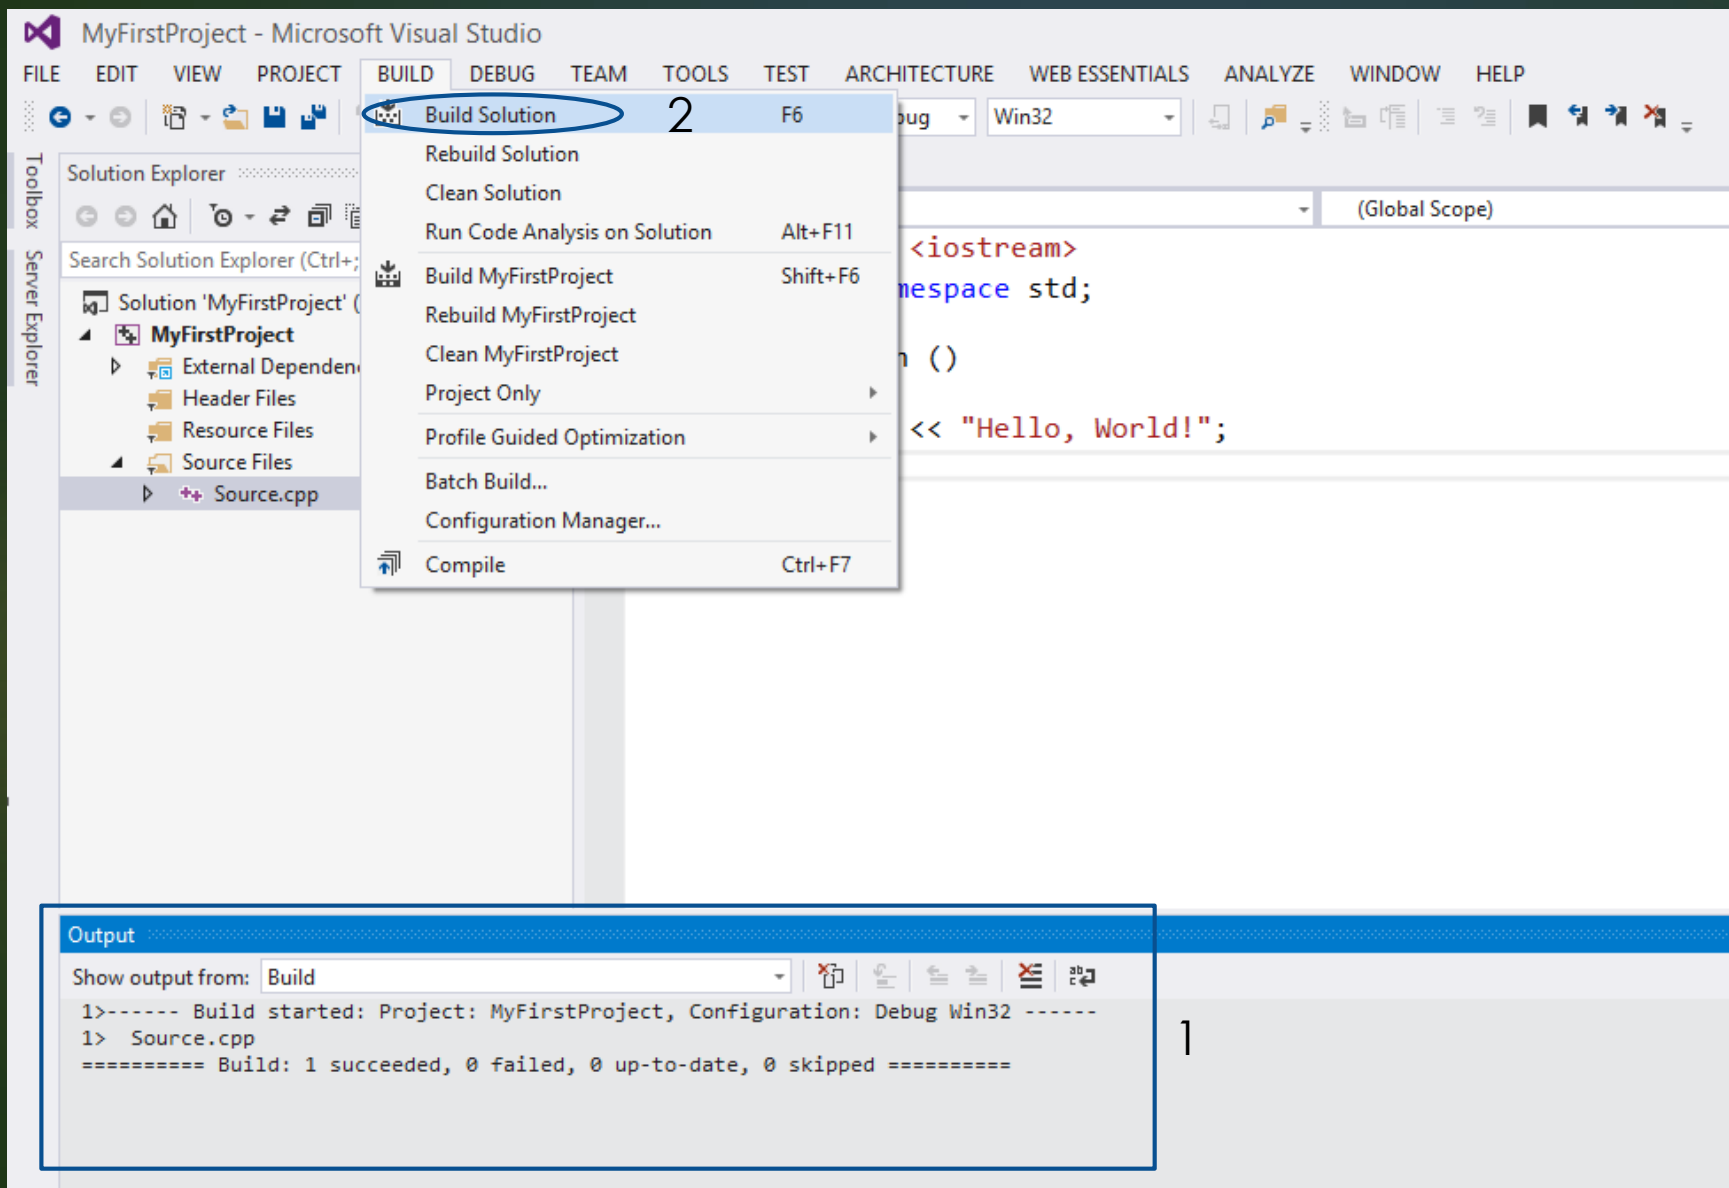 MyFirstProject - Microsoft Visual Studio
FILE EDIT VIEW PROJECT BUILD DEBUG TEAM TOOLS TEST ARCHITECTURE WEB ESSENTIALS ANALYZE WINDOW HELP
Build Solution F6
2
bug Win32
Rebuild Solution
Clean Solution
Run Code Analysis on Solution Alt+F11
Build MyFirstProject Shift+F6
Rebuild MyFirstProject
Clean MyFirstProject
Project Only
Profile Guided Optimization
Batch Build...
Configuration Manager...
Compile Ctrl+F7
Toolbox
Server Explorer
Solution Explorer
Search Solution Explorer (Ctrl+;
Solution 'MyFirstProject' (
MyFirstProject
External Dependen
Header Files
Resource Files
Source Files
Source.cpp
(Global Scope)
<iostream>
mespace std;
n ()
<< "Hello, World!";
Output
Show output from: Build
1>------ Build started: Project: MyFirstProject, Configuration: Debug Win32 ------
1> Source.cpp
========== Build: 1 succeeded, 0 failed, 0 up-to-date, 0 skipped ==========
1